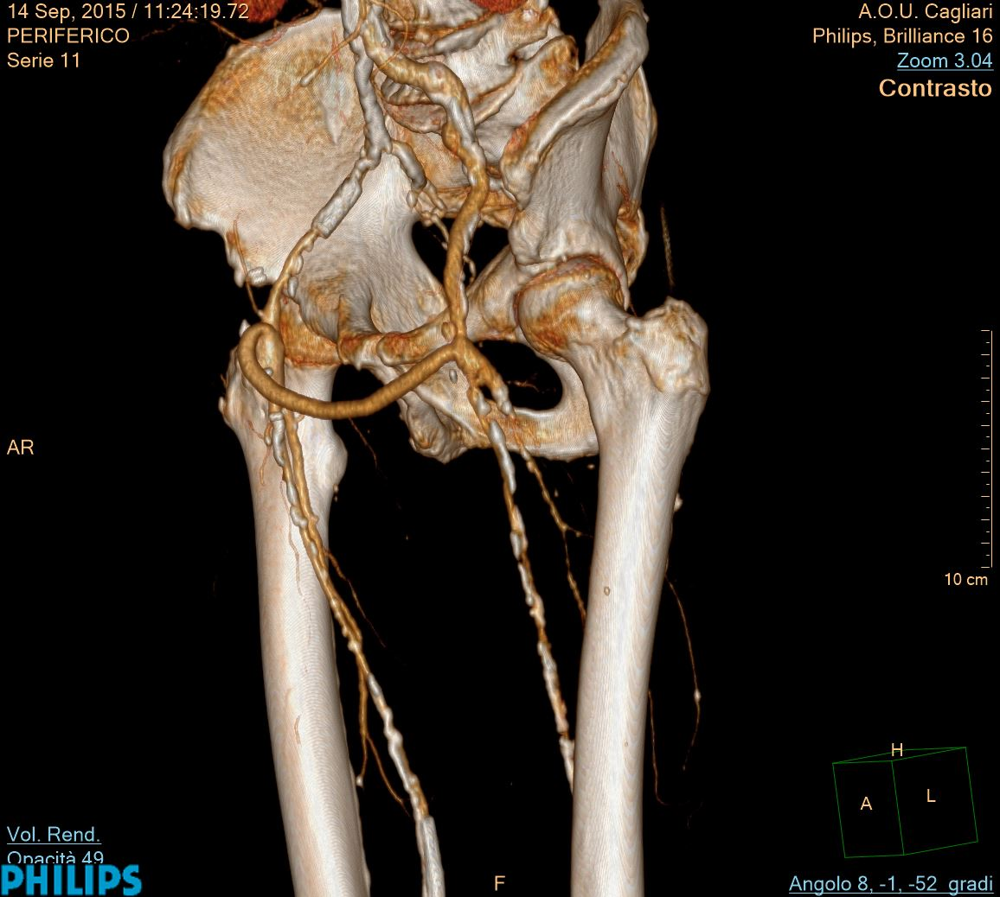 14 Sep, 2015 / 11:24:19.72
PERIFERICO
Serie 11
A.O.U. Cagliari
Philips, Brilliance 16
Zoom 3.04
Contrasto
AR
10 cm
H
A
L
Vol. Rend.
Opacità 49
PHILIPS
F
Angolo 8, -1, -52 gradi